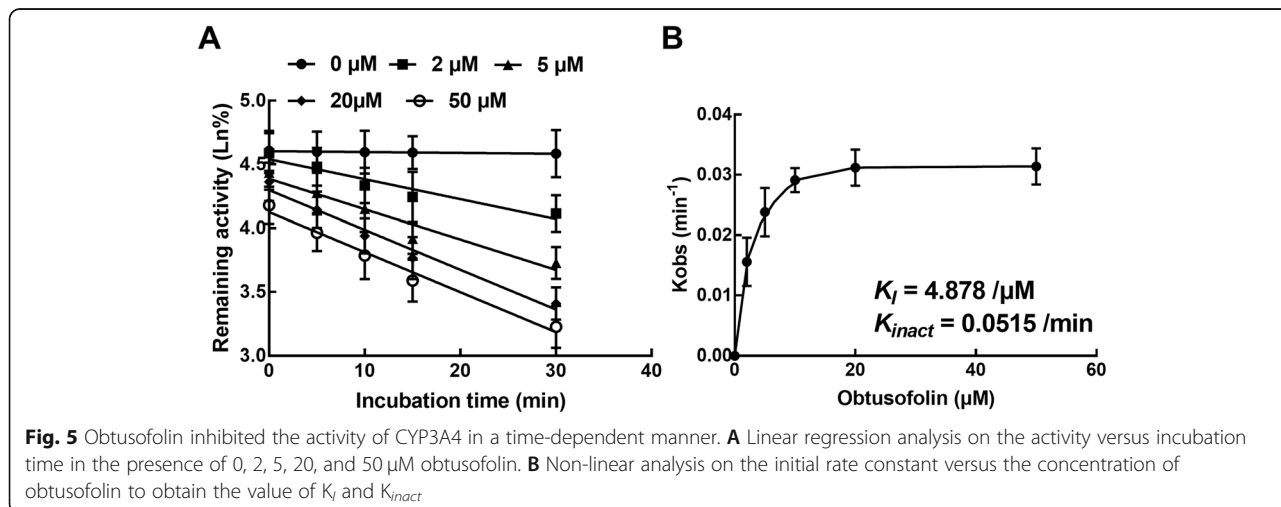 A
0 µM 2 µM 5 µM
20µM 50 µM
Remaining activity (Ln%)
5.0
4.5
4.0
3.5
3.0
0 10 20 30 40
Incubation time (min)
B
Kobs (min-1)
0.04
0.03
0.02
0.01
0.00
0 20 40 60
Obtusofolin (µM)
KI = 4.878 /µM
Kinact = 0.0515 /min
Fig. 5 Obtusofolin inhibited the activity of CYP3A4 in a time-dependent manner. A Linear regression analysis on the activity versus incubation
time in the presence of 0, 2, 5, 20, and 50 µM obtusofolin. B Non-linear analysis on the initial rate constant versus the concentration of
obtusofolin to obtain the value of KI and Kinact